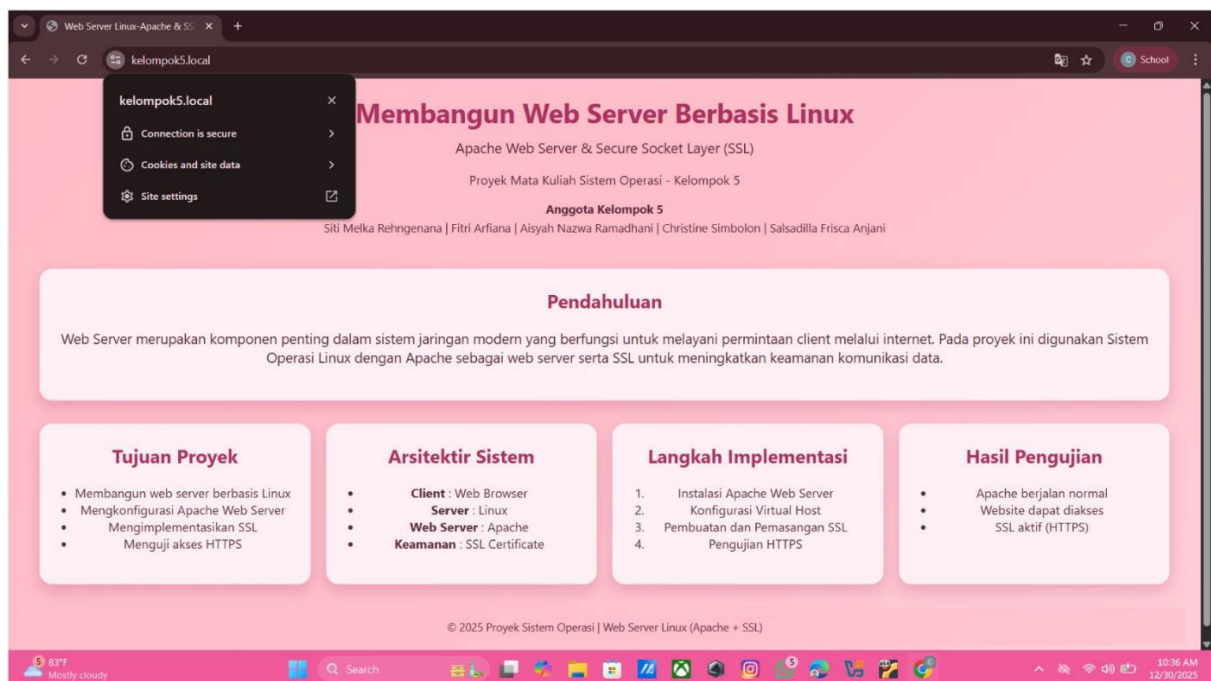 Web Server Linux-Apache & SS
kelompok5.local
School
kelompok5.local
Connection is secure
Cookies and site data
Site settings
Membangun Web Server Berbasis Linux
Apache Web Server & Secure Socket Layer (SSL)
Proyek Mata Kuliah Sistem Operasi - Kelompok 5
Anggota Kelompok 5
Siti Melka Rehngenana | Fitri Arfiana | Aisyah Nazwa Ramadhani | Christine Simbolon | Salsadilla Frisca Anjani
Pendahuluan
Web Server merupakan komponen penting dalam sistem jaringan modern yang berfungsi untuk melayani permintaan client melalui internet. Pada proyek ini digunakan Sistem
Operasi Linux dengan Apache sebagai web server serta SSL untuk meningkatkan keamanan komunikasi data.
Tujuan Proyek
• Membangun web server berbasis Linux
• Mengkonfigurasi Apache Web Server
• Mengimplementasikan SSL
• Menguji akses HTTPS
Arsitektir Sistem
• Client : Web Browser
• Server : Linux
• Web Server : Apache
• Keamanan : SSL Certificate
Langkah Implementasi
1. Instalasi Apache Web Server
2. Konfigurasi Virtual Host
3. Pembuatan dan Pemasangan SSL
4. Pengujian HTTPS
Hasil Pengujian
• Apache berjalan normal
• Website dapat diakses
• SSL aktif (HTTPS)
© 2025 Proyek Sistem Operasi | Web Server Linux (Apache + SSL)
5
83°F
Mostly cloudy
Search
5
10:36 AM
12/30/2025